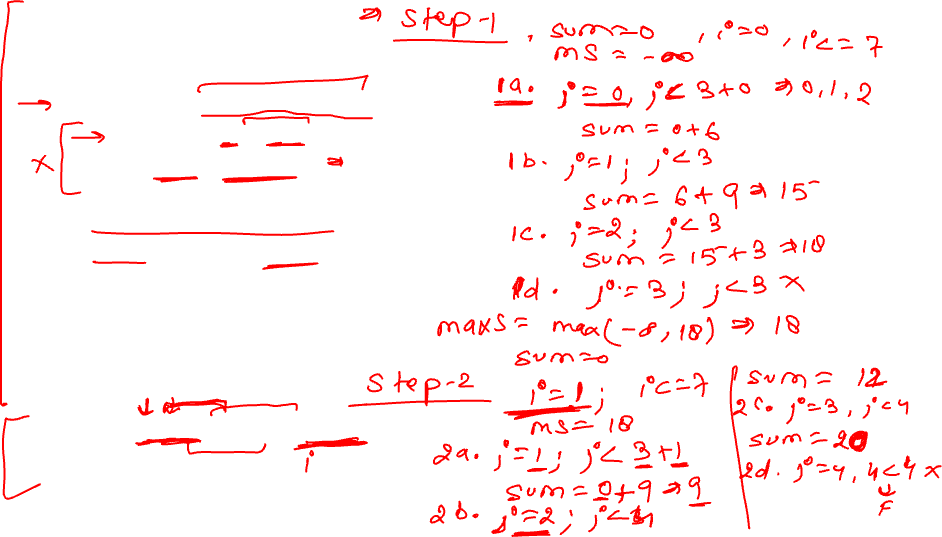 ⇒ Step-1, sum=0, i=0, i<=7
ms = -∞
1a. j=0, j<3+0 ⇒ 0,1,2
sum = 0+6
1b. j=1; j<3
sum = 6+9 ⇒ 15
1c. j=2; j<3
sum = 15+3 ⇒ 18
1d. j=3; j<3 x
maxS = max(-∞, 18) ⇒ 18
sum=0
Step-2 i=1; i<=7
ms= 18
2a. j=1; j<3+1
sum = 0+9 ⇒ 9
2b. j=2; j<4
sum = 12
2c. j=3, j<4
sum = 20
2d. j=4, 4<4 x
F
x
i